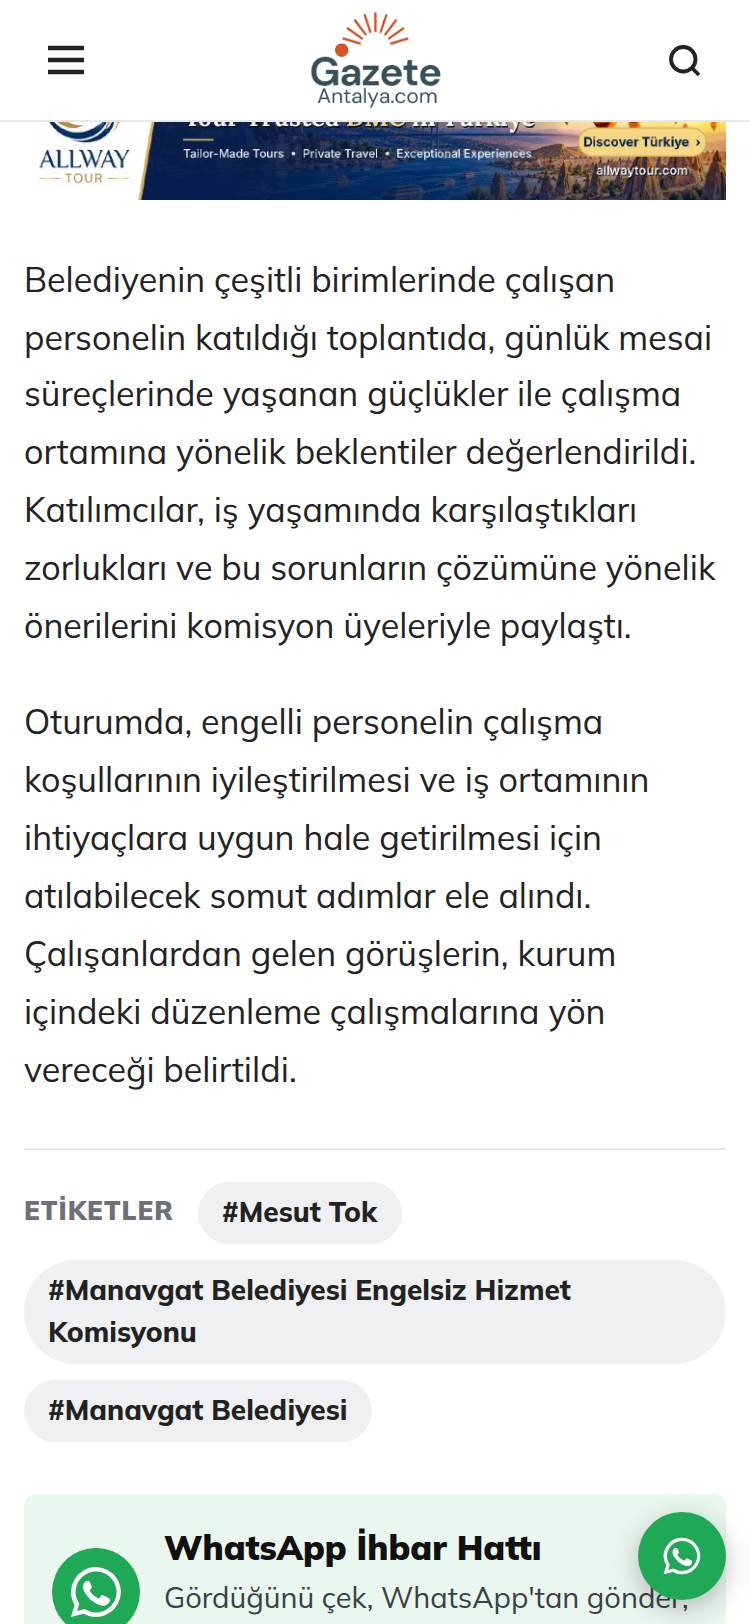 Gazete
Antalya.com
ALLWAY
TOUR
Your Trusted DMC in Türkiye
Tailor-Made Tours • Private Travel • Exceptional Experiences
Discover Türkiye ›
allwaytour.com
Belediyenin çeşitli birimlerinde çalışan
personelin katıldığı toplantıda, günlük mesai
süreçlerinde yaşanan güçlükler ile çalışma
ortamına yönelik beklentiler değerlendirildi.
Katılımcılar, iş yaşamında karşılaştıkları
zorlukları ve bu sorunların çözümüne yönelik
önerilerini komisyon üyeleriyle paylaştı.
Oturumda, engelli personelin çalışma
koşullarının iyileştirilmesi ve iş ortamının
ihtiyaçlara uygun hale getirilmesi için
atılabilecek somut adımlar ele alındı.
Çalışanlardan gelen görüşlerin, kurum
içindeki düzenleme çalışmalarına yön
vereceği belirtildi.
ETİKETLER #Mesut Tok
#Manavgat Belediyesi Engelsiz Hizmet
Komisyonu
#Manavgat Belediyesi
WhatsApp İhbar Hattı
Gördüğünü çek, WhatsApp'tan gönder,